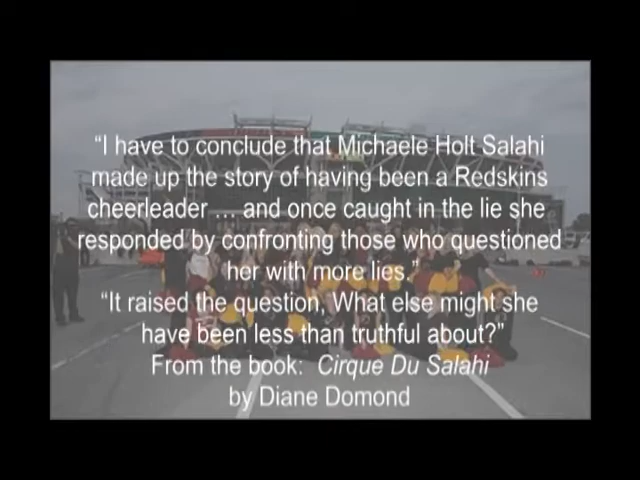 “I have to conclude that Michaele Holt Salahi
made up the story of having been a Redskins
cheerleader ... and once caught in the lie she
responded by confronting those who questioned
her with more lies.”
“It raised the question, What else might she
have been less than truthful about?”
From the book:  Cirque Du Salahi
by Diane Domond